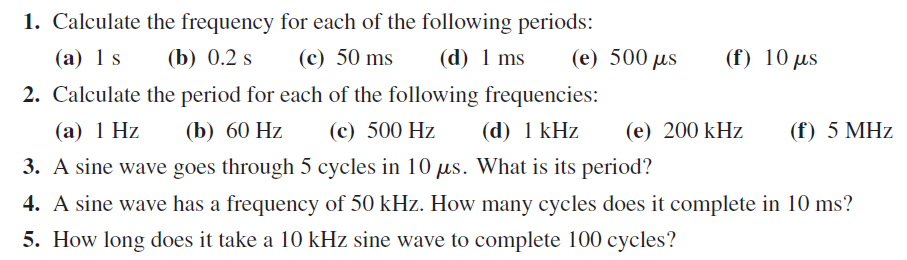 1. Calculate the frequency for each of the following periods:
(a) 1 s (b) 0.2 s (c) 50 ms (d) 1 ms (e) 500 μs (f) 10 μs
2. Calculate the period for each of the following frequencies:
(a) 1 Hz (b) 60 Hz (c) 500 Hz (d) 1 kHz (e) 200 kHz (f) 5 MHz
3. A sine wave goes through 5 cycles in 10 μs. What is its period?
4. A sine wave has a frequency of 50 kHz. How many cycles does it complete in 10 ms?
5. How long does it take a 10 kHz sine wave to complete 100 cycles?